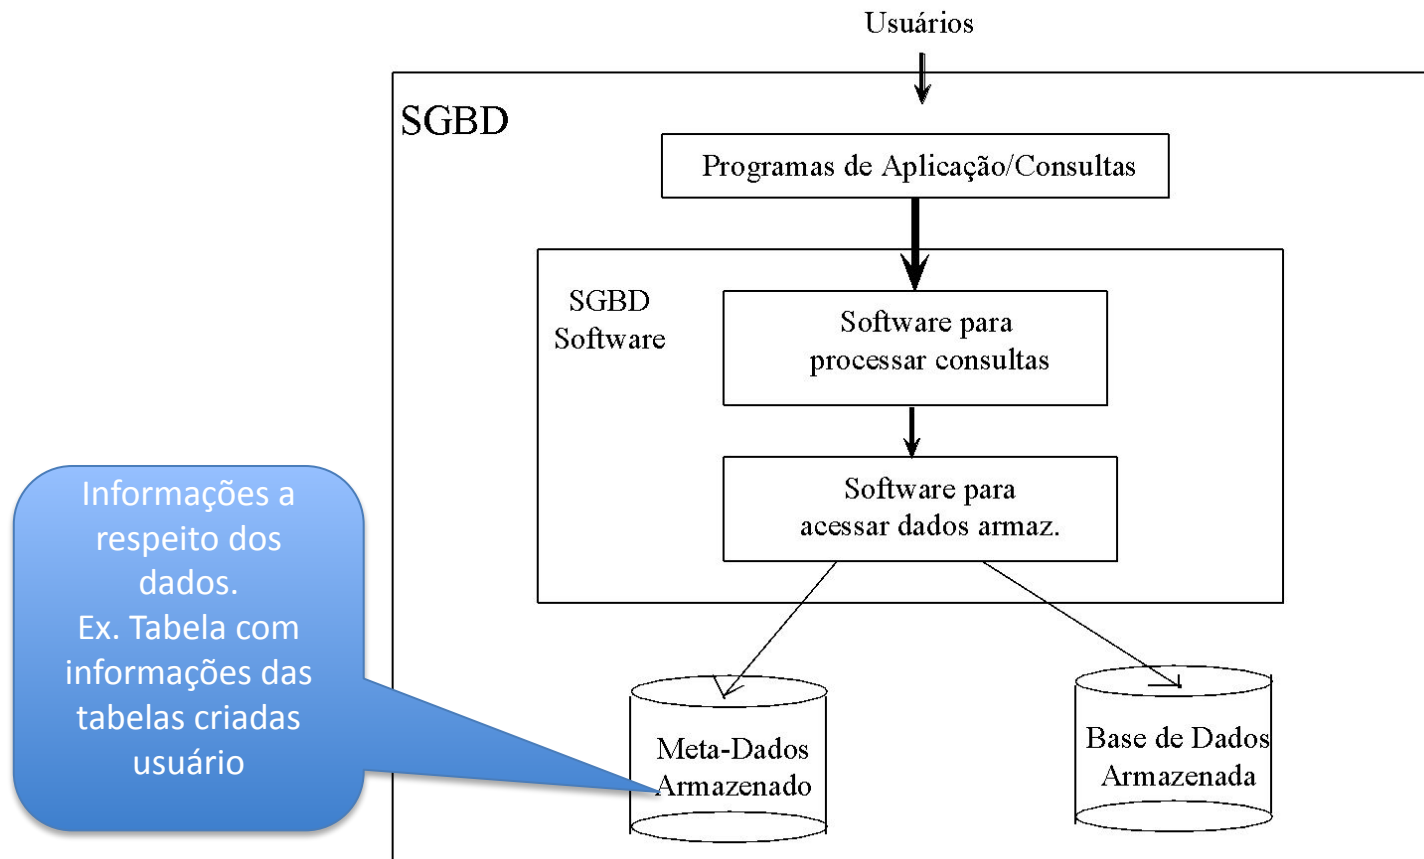 Usuários
SGBD
Programas de Aplicação/Consultas
SGBD
Software
Software para
processar consultas
Software para
acessar dados armaz.
Informações a
respeito dos
dados.
Ex. Tabela com
informações das
tabelas criadas
usuário
Meta-Dados
Armazenado
Base de Dados
Armazenada